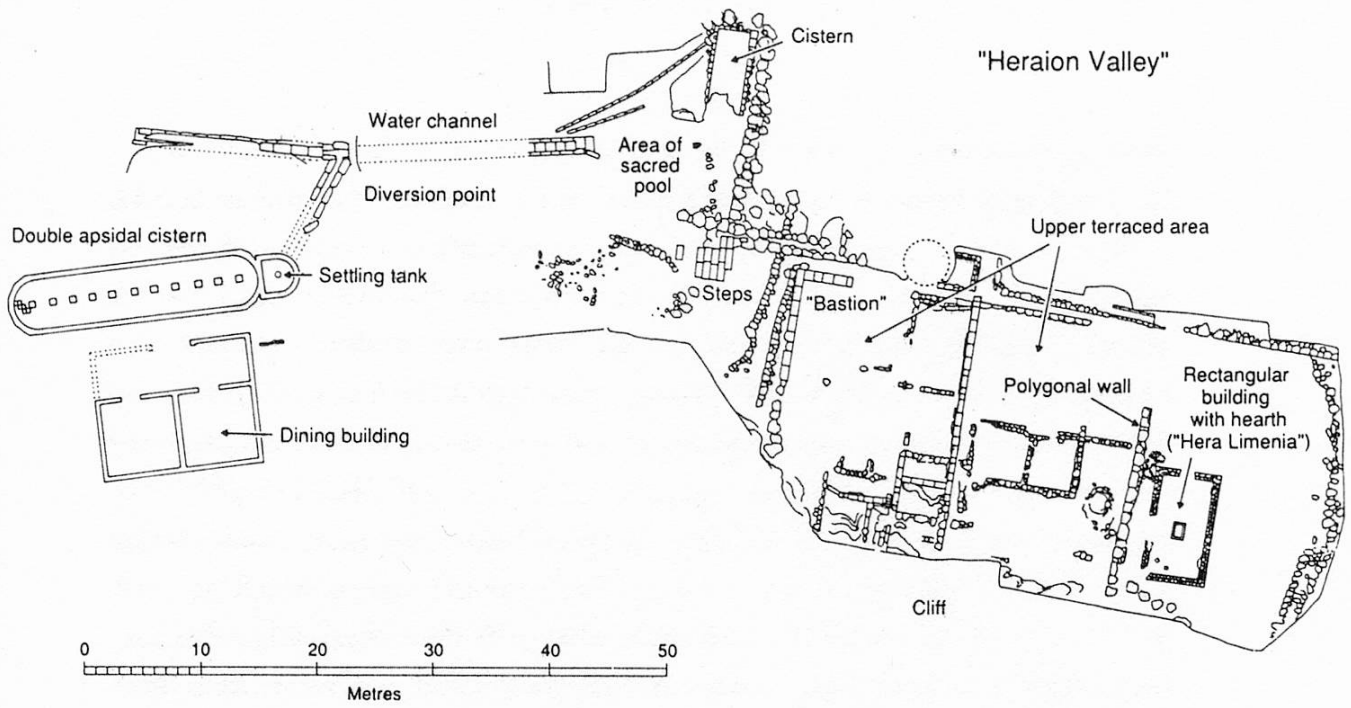 Cistern
"Heraion Valley"
Water channel
Area of
sacred
pool
Diversion point
Double apsidal cistern
Settling tank
Upper terraced area
Steps
"Bastion"
Polygonal wall
Rectangular
building
with hearth
("Hera Limenia")
Dining building
Cliff
0 10 20 30 40 50
Metres